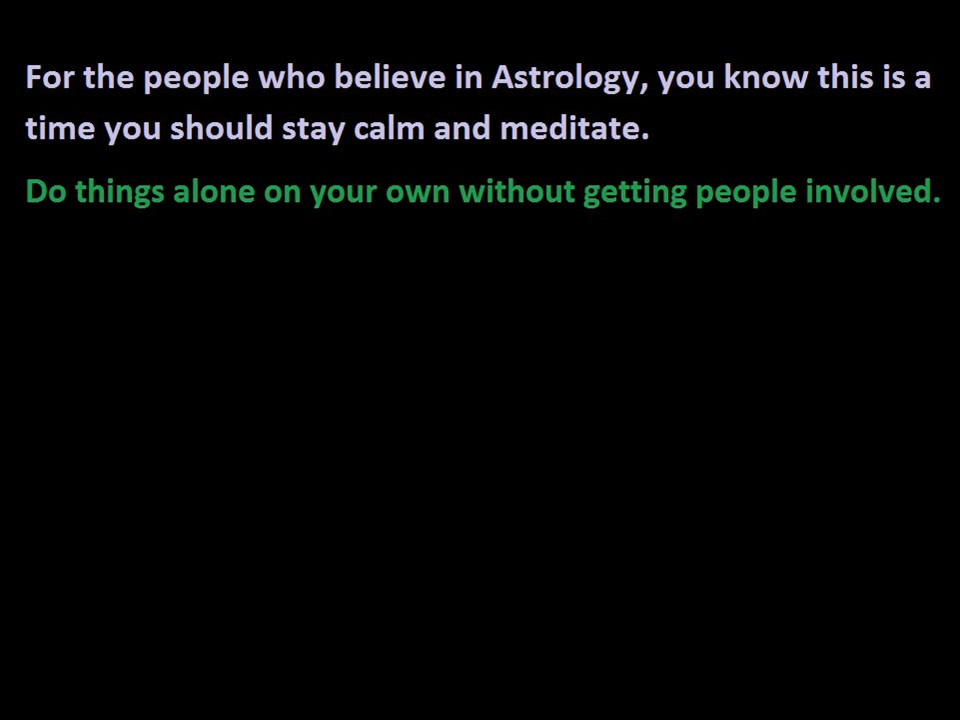 For the people who believe in Astrology, you know this is a
time you should stay calm and meditate.
Do things alone on your own without getting people involved.